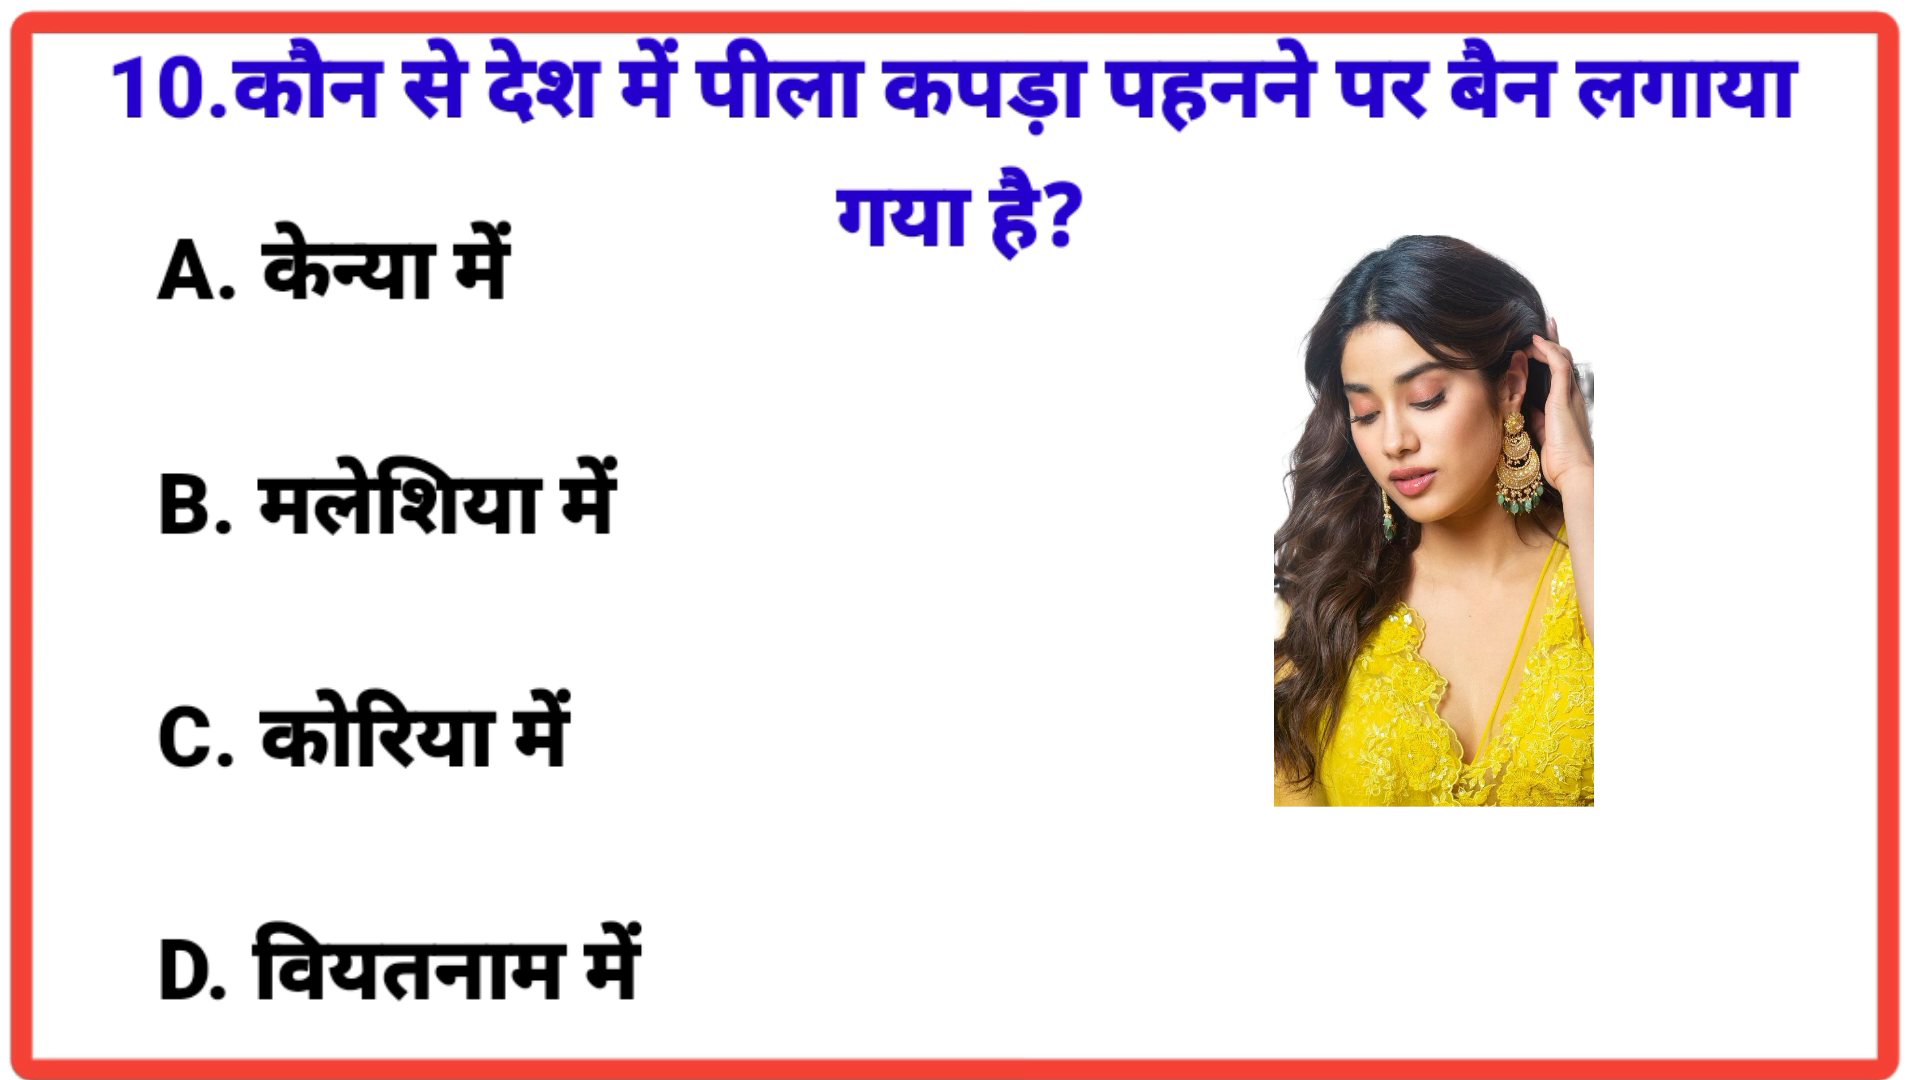 10.कौन से देश में पीला कपड़ा पहनने पर बैन लगाया
गया है?
A. केन्या में
B. मलेशिया में
C. कोरिया में
D. वियतनाम में